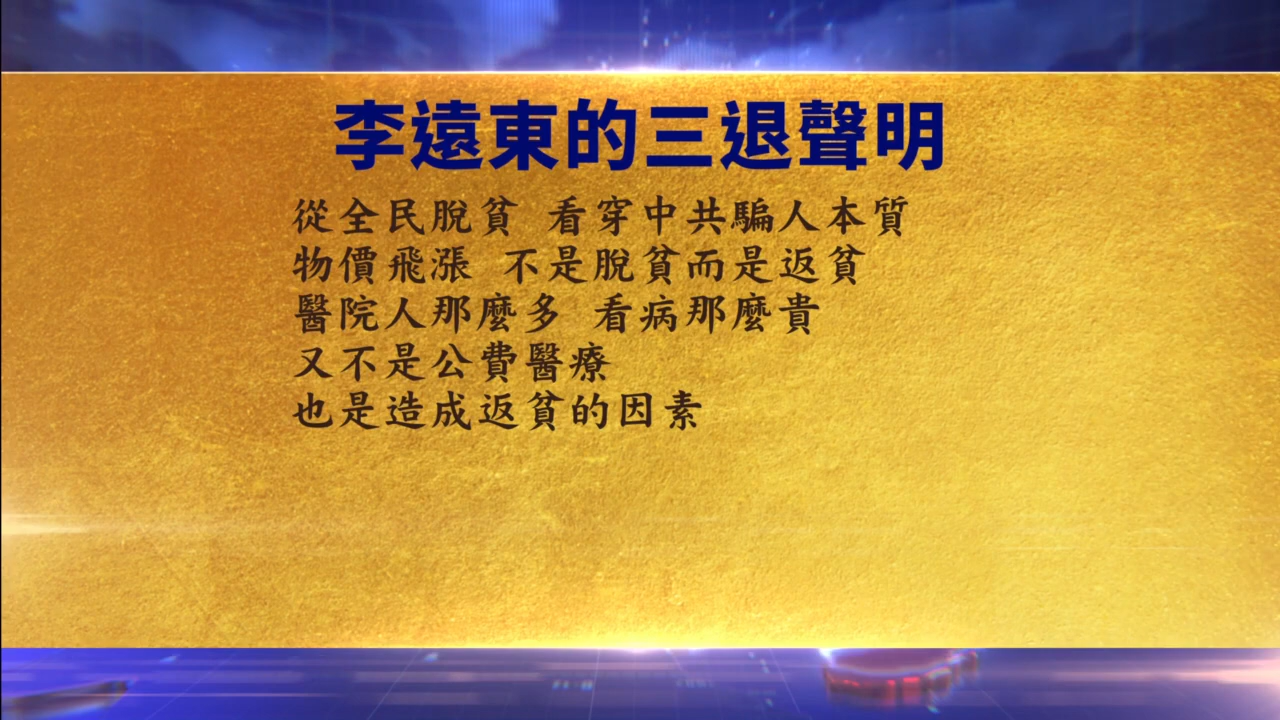 李遠東的三退聲明
從全民脫貧 看穿中共騙人本質
物價飛漲 不是脫貧而是返貧
醫院人那麼多 看病那麼貴
又不是公費醫療
也是造成返貧的因素